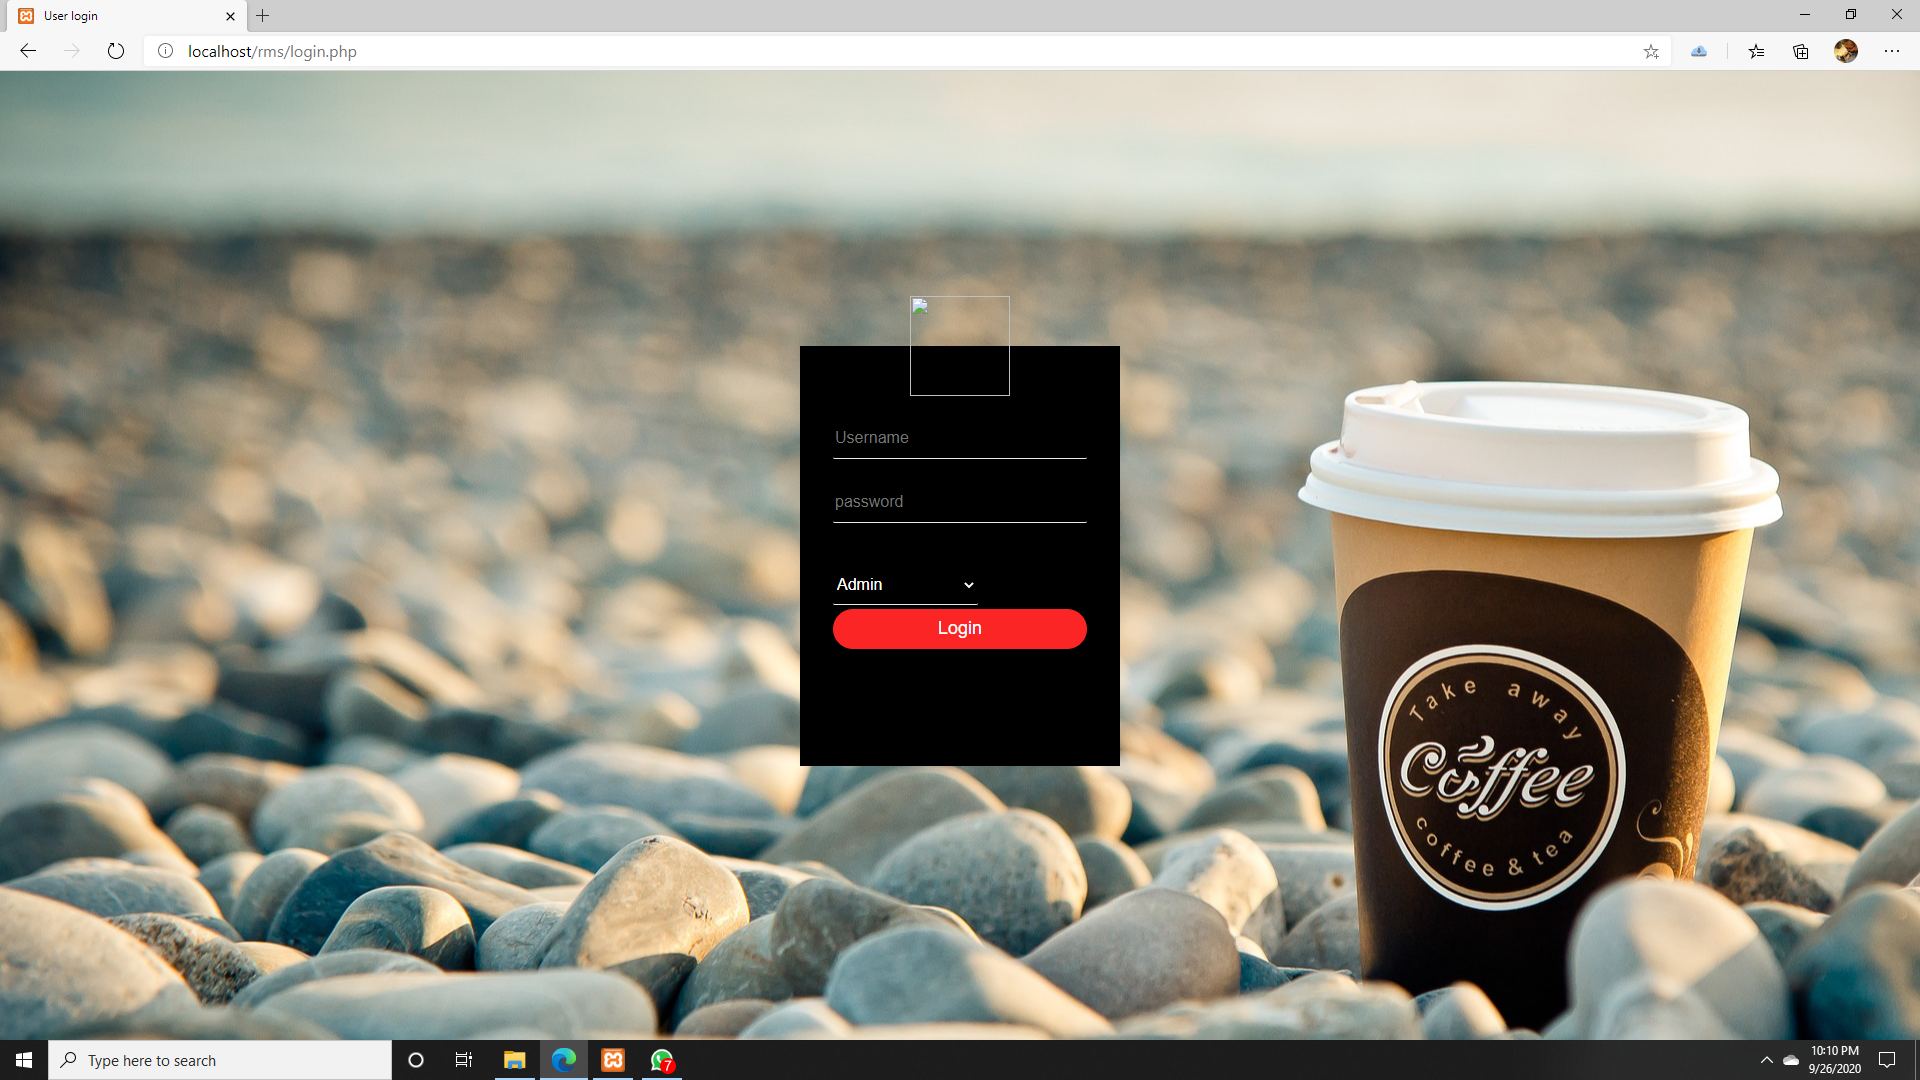 User login
localhost/rms/login.php
Username
password
Admin
Login
Take away
Coffee
coffee & tea
Type here to search
7
10:10 PM
9/26/2020